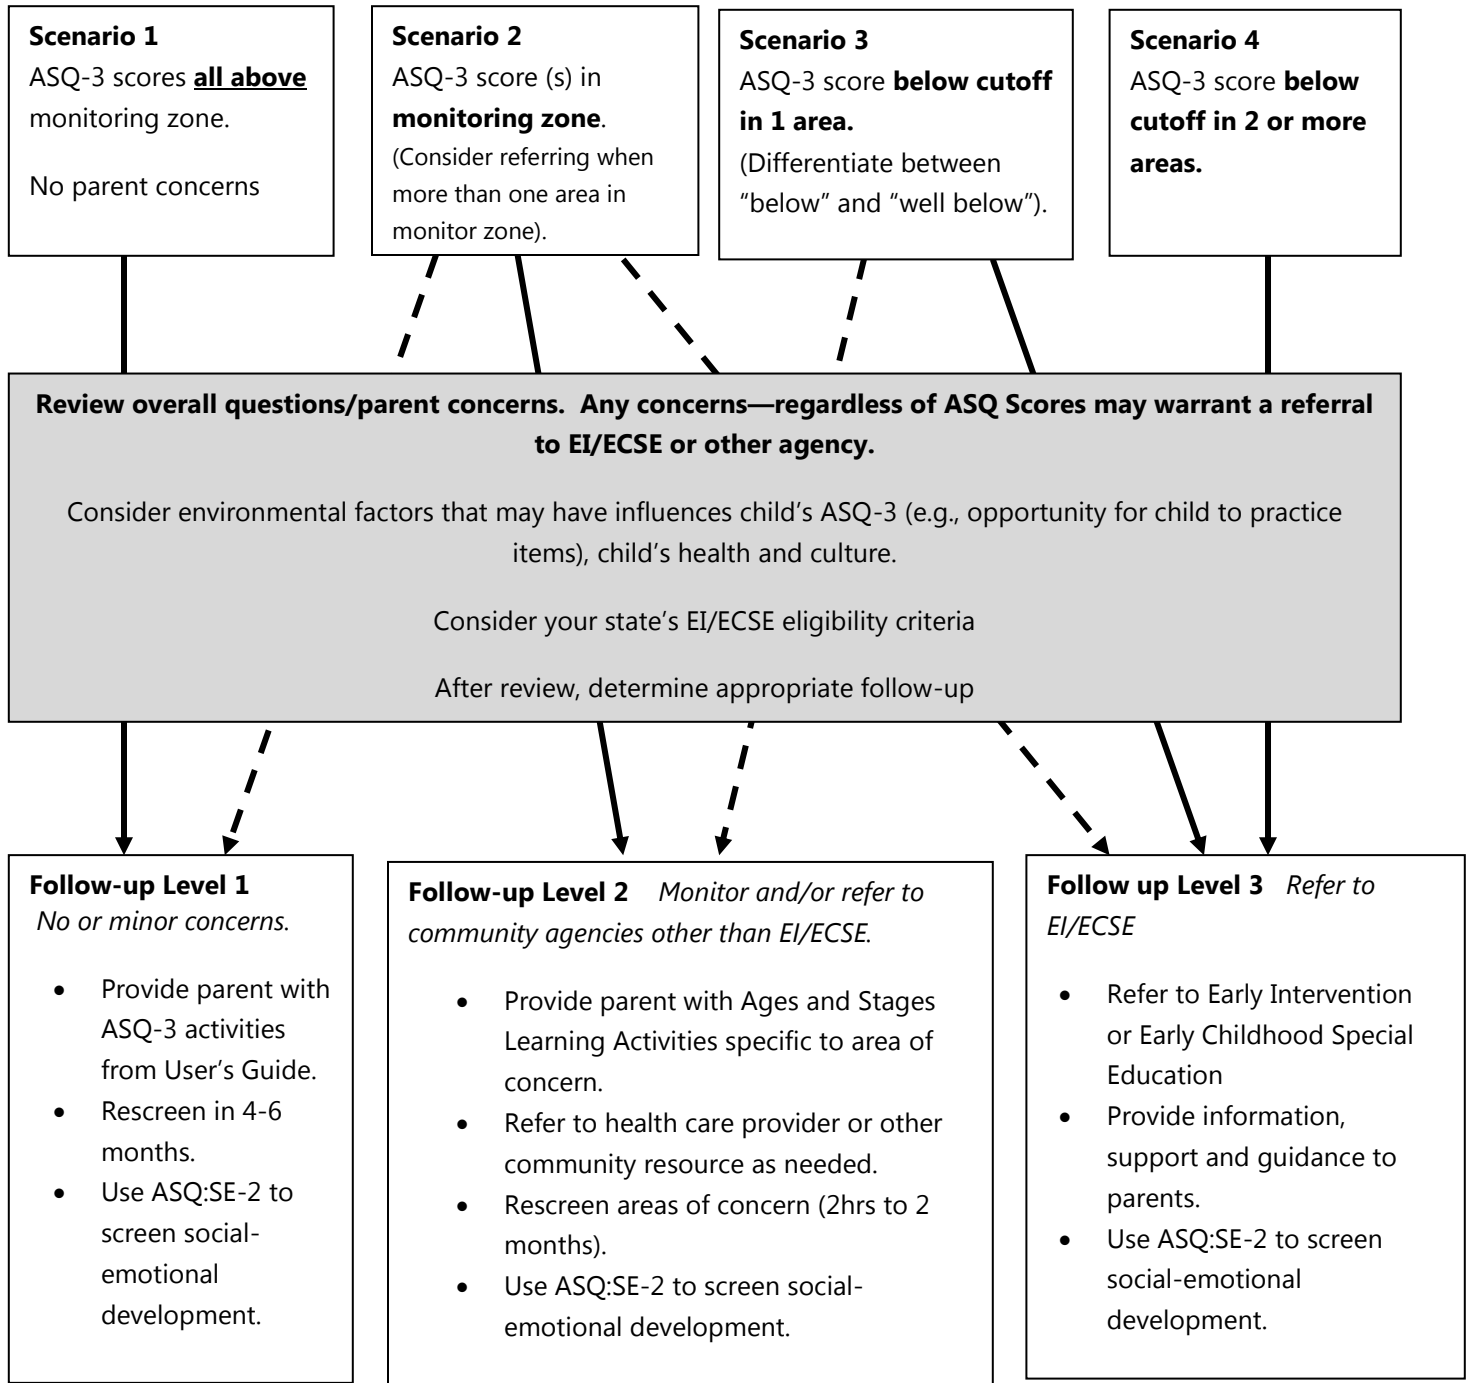 Scenario 1
ASQ-3 scores all above
monitoring zone.
No parent concerns
Scenario 2
ASQ-3 score (s) in
monitoring zone.
(Consider referring when
more than one area in
monitor zone).
Scenario 3
ASQ-3 score below cutoff
in 1 area.
(Differentiate between
“below” and “well below”).
Scenario 4
ASQ-3 score below
cutoff in 2 or more
areas.
Review overall questions/parent concerns.  Any concerns—regardless of ASQ Scores may warrant a referral
to EI/ECSE or other agency.
Consider environmental factors that may have influences child’s ASQ-3 (e.g., opportunity for child to practice
items), child’s health and culture.
Consider your state’s EI/ECSE eligibility criteria
After review, determine appropriate follow-up
Follow-up Level 1
No or minor concerns.
• Provide parent with
ASQ-3 activities
from User’s Guide.
• Rescreen in 4-6
months.
• Use ASQ:SE-2 to
screen social-
emotional
development.
Follow-up Level 2 Monitor and/or refer to
community agencies other than EI/ECSE.
• Provide parent with Ages and Stages
Learning Activities specific to area of
concern.
• Refer to health care provider or other
community resource as needed.
• Rescreen areas of concern (2hrs to 2
months).
• Use ASQ:SE-2 to screen social-
emotional development.
Follow up Level 3 Refer to
EI/ECSE
• Refer to Early Intervention
or Early Childhood Special
Education
• Provide information,
support and guidance to
parents.
• Use ASQ:SE-2 to screen
social-emotional
development.